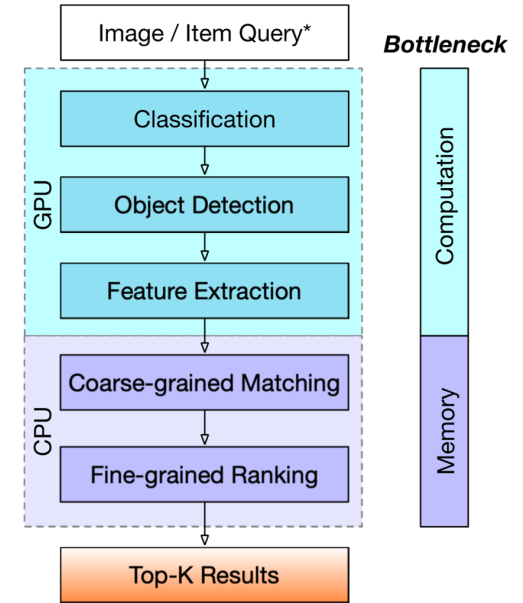 Image / Item Query*
Bottleneck
GPU
Classification
Object Detection
Feature Extraction
Computation
CPU
Coarse-grained Matching
Fine-grained Ranking
Memory
Top-K Results